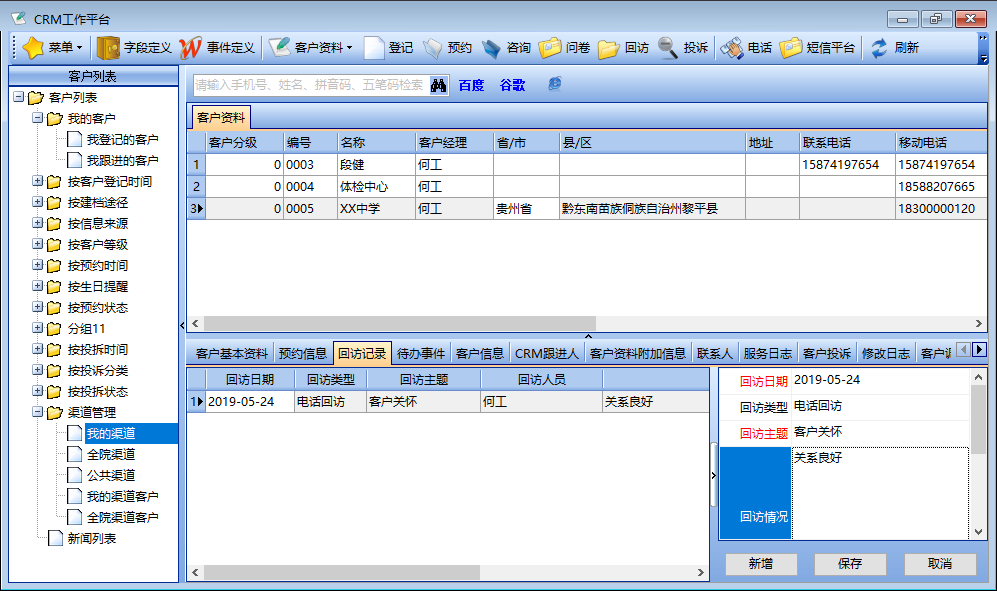 CRM工作平台
菜单 字段定义 事件定义 客户资料 登记 预约 咨询 问卷 回访 投诉 电话 短信平台 刷新
客户列表
客户列表
我的客户
我登记的客户
我跟进的客户
按客户登记时间
按建档途径
按信息来源
按客户等级
按预约时间
按生日提醒
按预约状态
分组11
按投拆时间
按投诉分类
按投拆状态
渠道管理
我的渠道
全院渠道
公共渠道
我的渠道客户
全院渠道客户
新闻列表
请输入手机号、姓名、拼音码、五笔码检索 百度 谷歌
客户资料
客户分级 编号 名称 客户经理 省/市 县/区 地址 联系电话 移动电话
1 0 0003 段健 何工 15874197654 15874197654
2 0 0004 体检中心 何工 18588207665
3 0 0005 XX中学 何工 贵州省 黔东南苗族侗族自治州黎平县 18300000120
客户基本资料 预约信息 回访记录 待办事件 客户信息 CRM跟进人 客户资料附加信息 联系人 服务日志 客户投诉 修改日志 客户
回访日期 回访类型 回访主题 回访人员
1 2019-05-24 电话回访 客户关怀 何工 关系良好
回访日期 2019-05-24
回访类型 电话回访
回访主题 客户关怀
回访情况 关系良好
新增 保存 取消